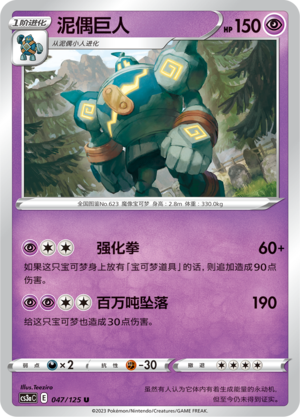 1阶进化
泥偶巨人
HP 150
从泥偶小人进化
全国图鉴No.623 魔像宝可梦 身高：2.8m 体重：330.0kg
强化拳 60+
如果这只宝可梦身上放有「宝可梦道具」的话，则追加造成90点
伤害。
百万吨坠落 190
给这只宝可梦也造成30点伤害。
弱点 ×2 抵抗力 -30 撤退
Illus.Teeziro
CS3aC E 047/125 U
虽然有人认为它体内有着生成能量的永动机，
但尚未得到证实。
©2023 Pokémon/Nintendo/Creatures/GAME FREAK.